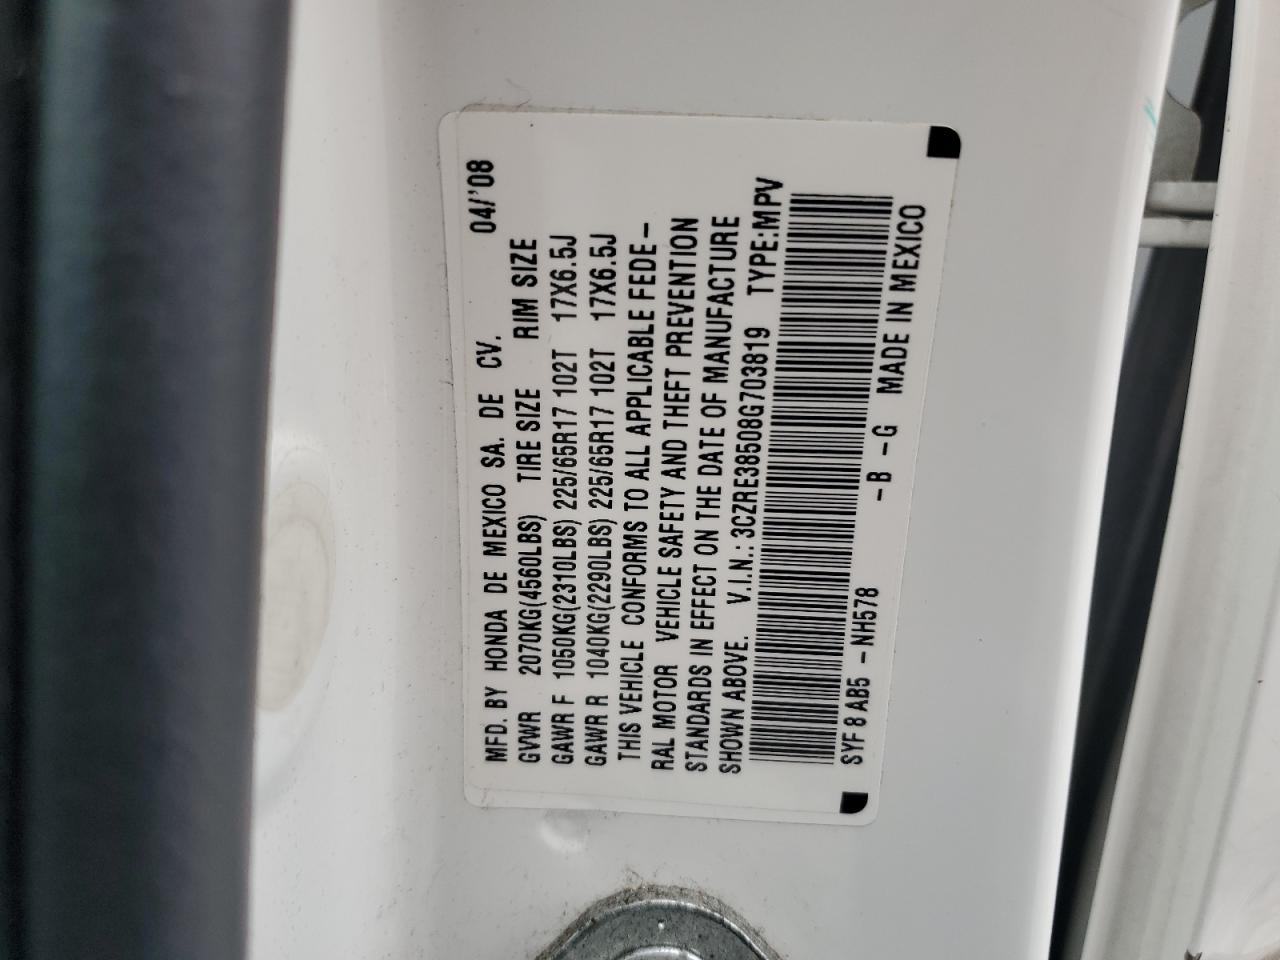 04/'08
MFD. BY HONDA DE MEXICO SA. DE CV.
GVWR 2070KG(4560LBS) TIRE SIZE RIM SIZE
GAWR F 1050KG(2310LBS) 225/65R17 102T 17X6.5J
GAWR R 1040KG(2290LBS) 225/65R17 102T 17X6.5J
THIS VEHICLE CONFORMS TO ALL APPLICABLE FEDE-
RAL MOTOR VEHICLE SAFETY AND THEFT PREVENTION
STANDARDS IN EFFECT ON THE DATE OF MANUFACTURE
SHOWN ABOVE. V.I.N.: 3CZRE38508G703819 TYPE:MPV
SYF 8 AB5 -NH578 -B -G MADE IN MEXICO